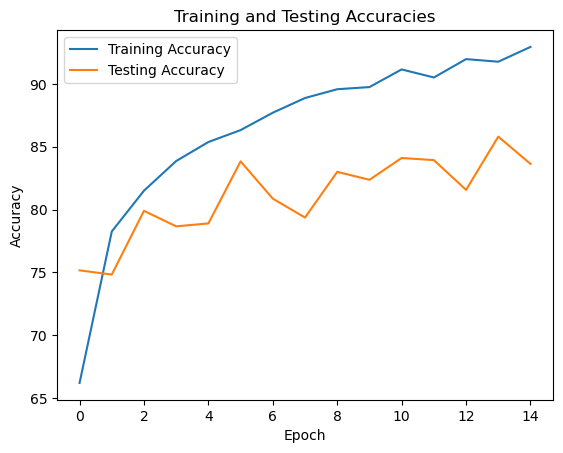 Training and Testing Accuracies
Training Accuracy
Testing Accuracy
90
85
80
75
70
65
Accuracy
0 2 4 6 8 10 12 14
Epoch